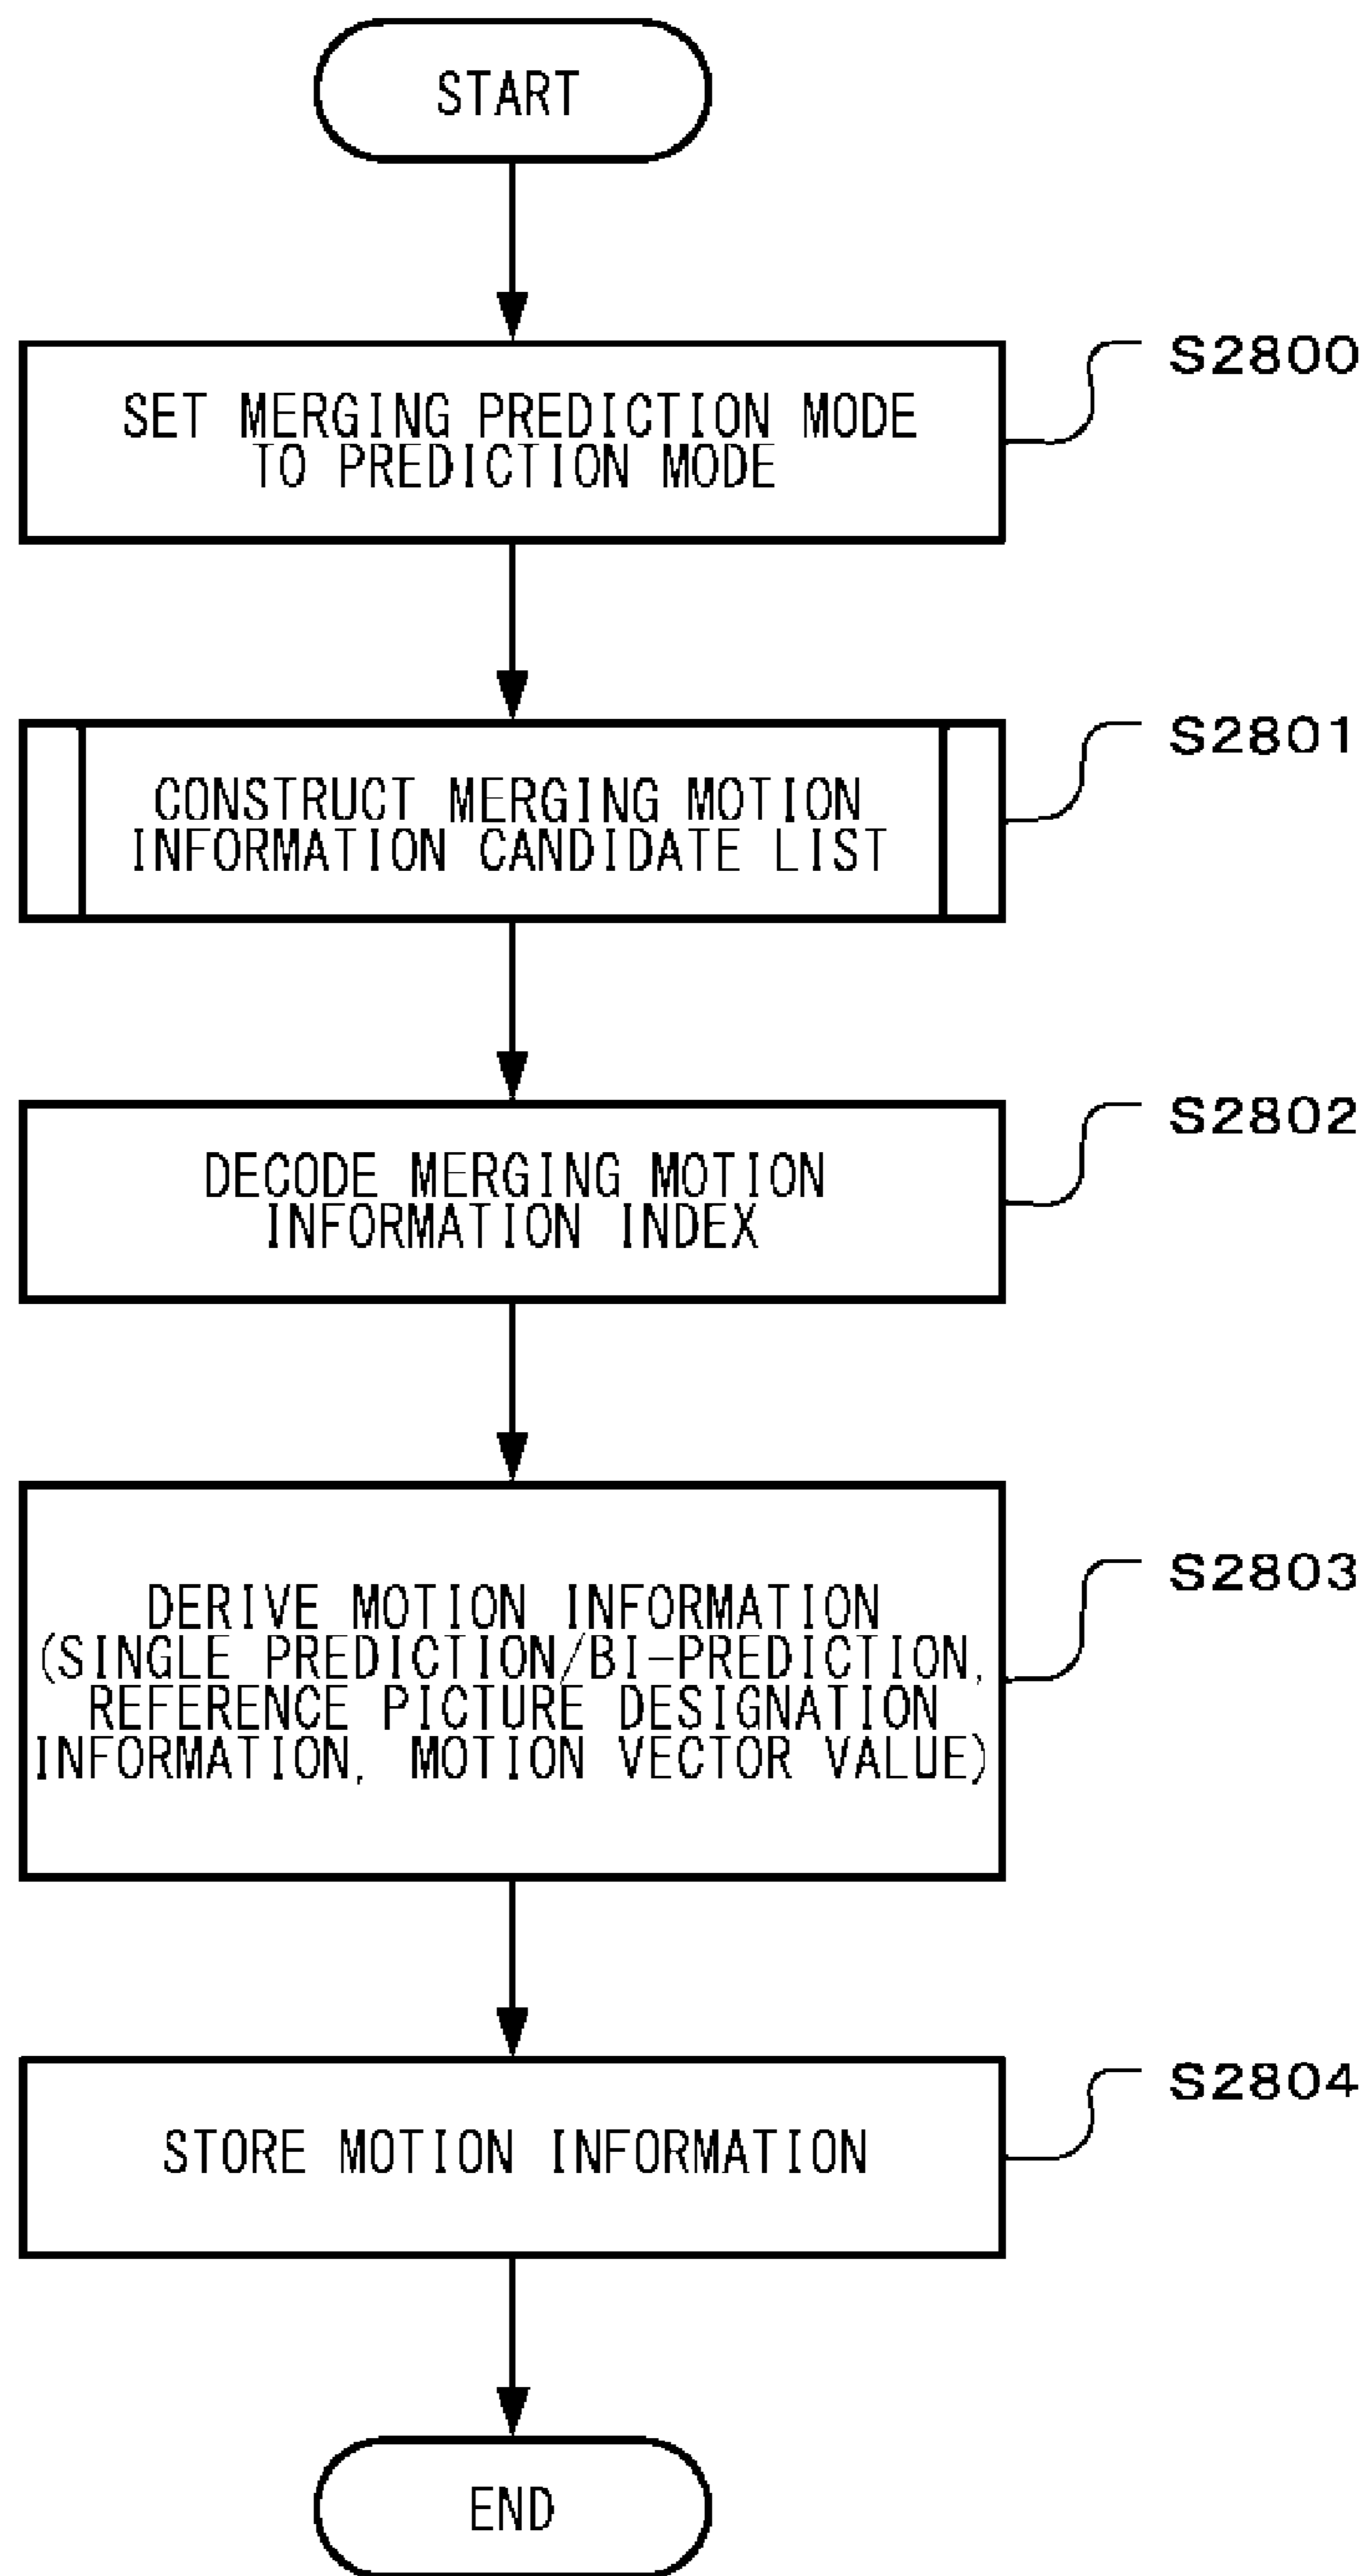 START
SET MERGING PREDICTION MODE
TO PREDICTION MODE
S2800
CONSTRUCT MERGING MOTION
INFORMATION CANDIDATE LIST
S2801
DECODE MERGING MOTION
INFORMATION INDEX
S2802
DERIVE MOTION INFORMATION
(SINGLE PREDICTION/BI-PREDICTION,
REFERENCE PICTURE DESIGNATION
INFORMATION, MOTION VECTOR VALUE)
S2803
STORE MOTION INFORMATION
S2804
END